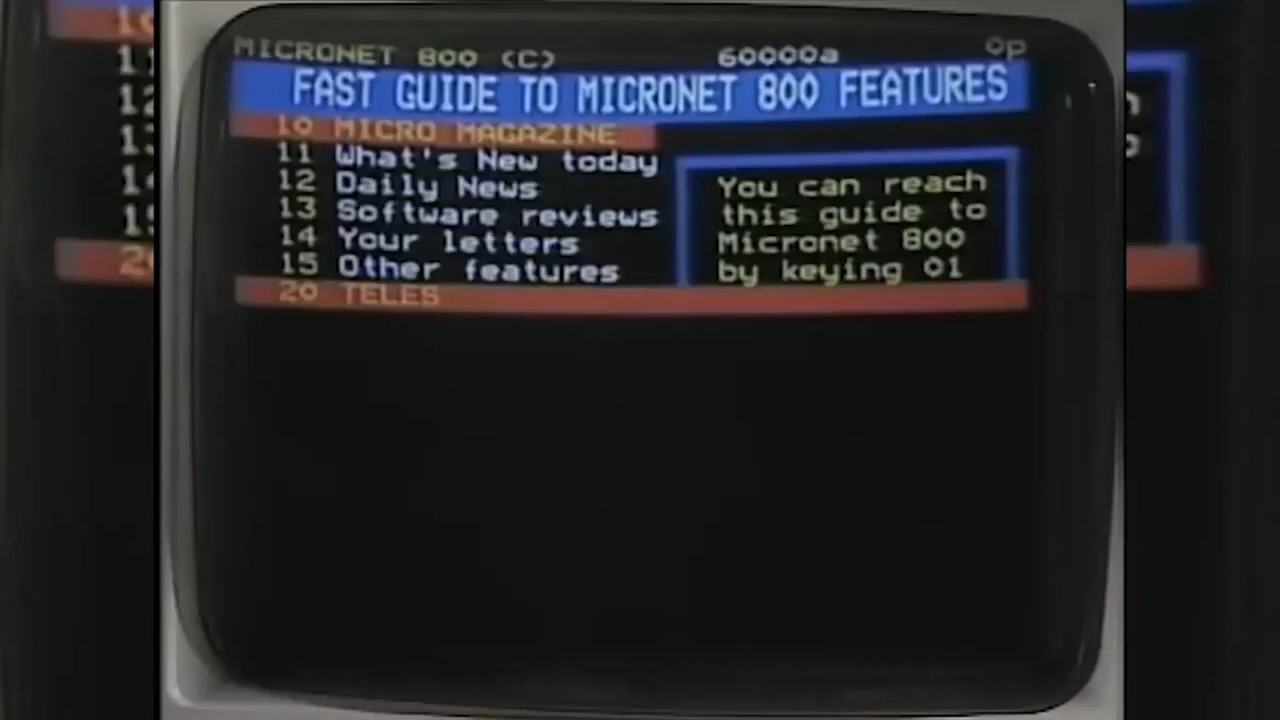 MICRONET 800 (C) 60000a 0p
FAST GUIDE TO MICRONET 800 FEATURES
10 MICRO MAGAZINE
11 What's New today
12 Daily News
13 Software reviews
14 Your letters
15 Other features
You can reach
this guide to
Micronet 800
by keying 01
20 TELES